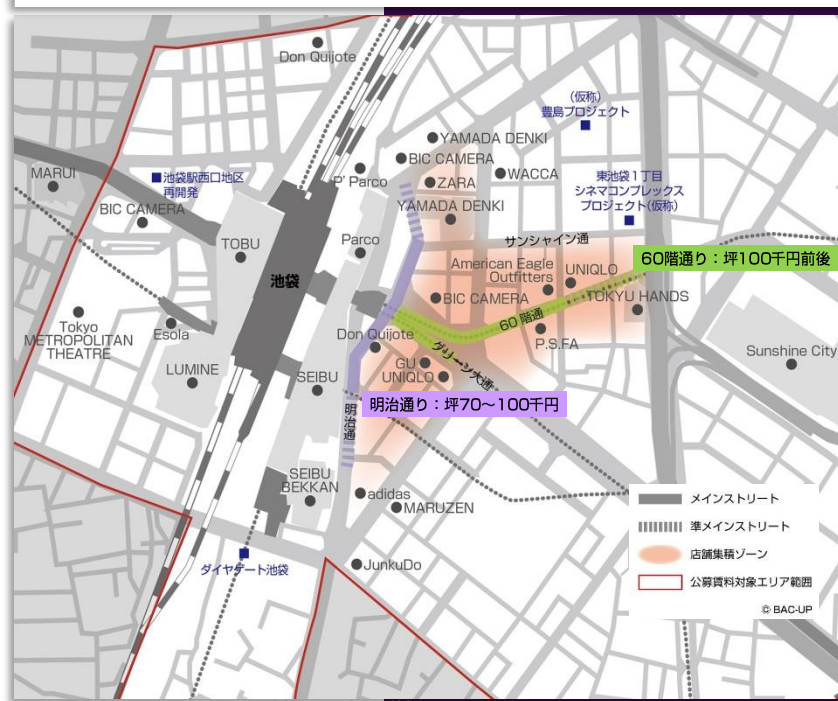 Don Quijote
(仮称)
豊島プロジェクト
YAMADA DENKI
BIC CAMERA
WACCA
MARUI
池袋駅西口地区
再開発
P' Parco
ZARA
東池袋1丁目
シネマコンプレックス
プロジェクト(仮称)
BIC CAMERA
YAMADA DENKI
TOBU
Parco
サンシャイン通
60階通り：坪100千円前後
American Eagle
Outfitters
UNIQLO
池袋
BIC CAMERA
TOKYU HANDS
60階通
Tokyo
METROPOLITAN
THEATRE
Esola
Don Quijote
P.S.FA
グリーン大通
Sunshine City
LUMINE
GU
UNIQLO
SEIBU
明治通り：坪70～100千円
明治通
SEIBU
BEKKAN
adidas
MARUZEN
メインストリート
準メインストリート
店舗集積ゾーン
公募賃料対象エリア範囲
© BAC-UP
ダイヤゲート池袋
JunkuDo